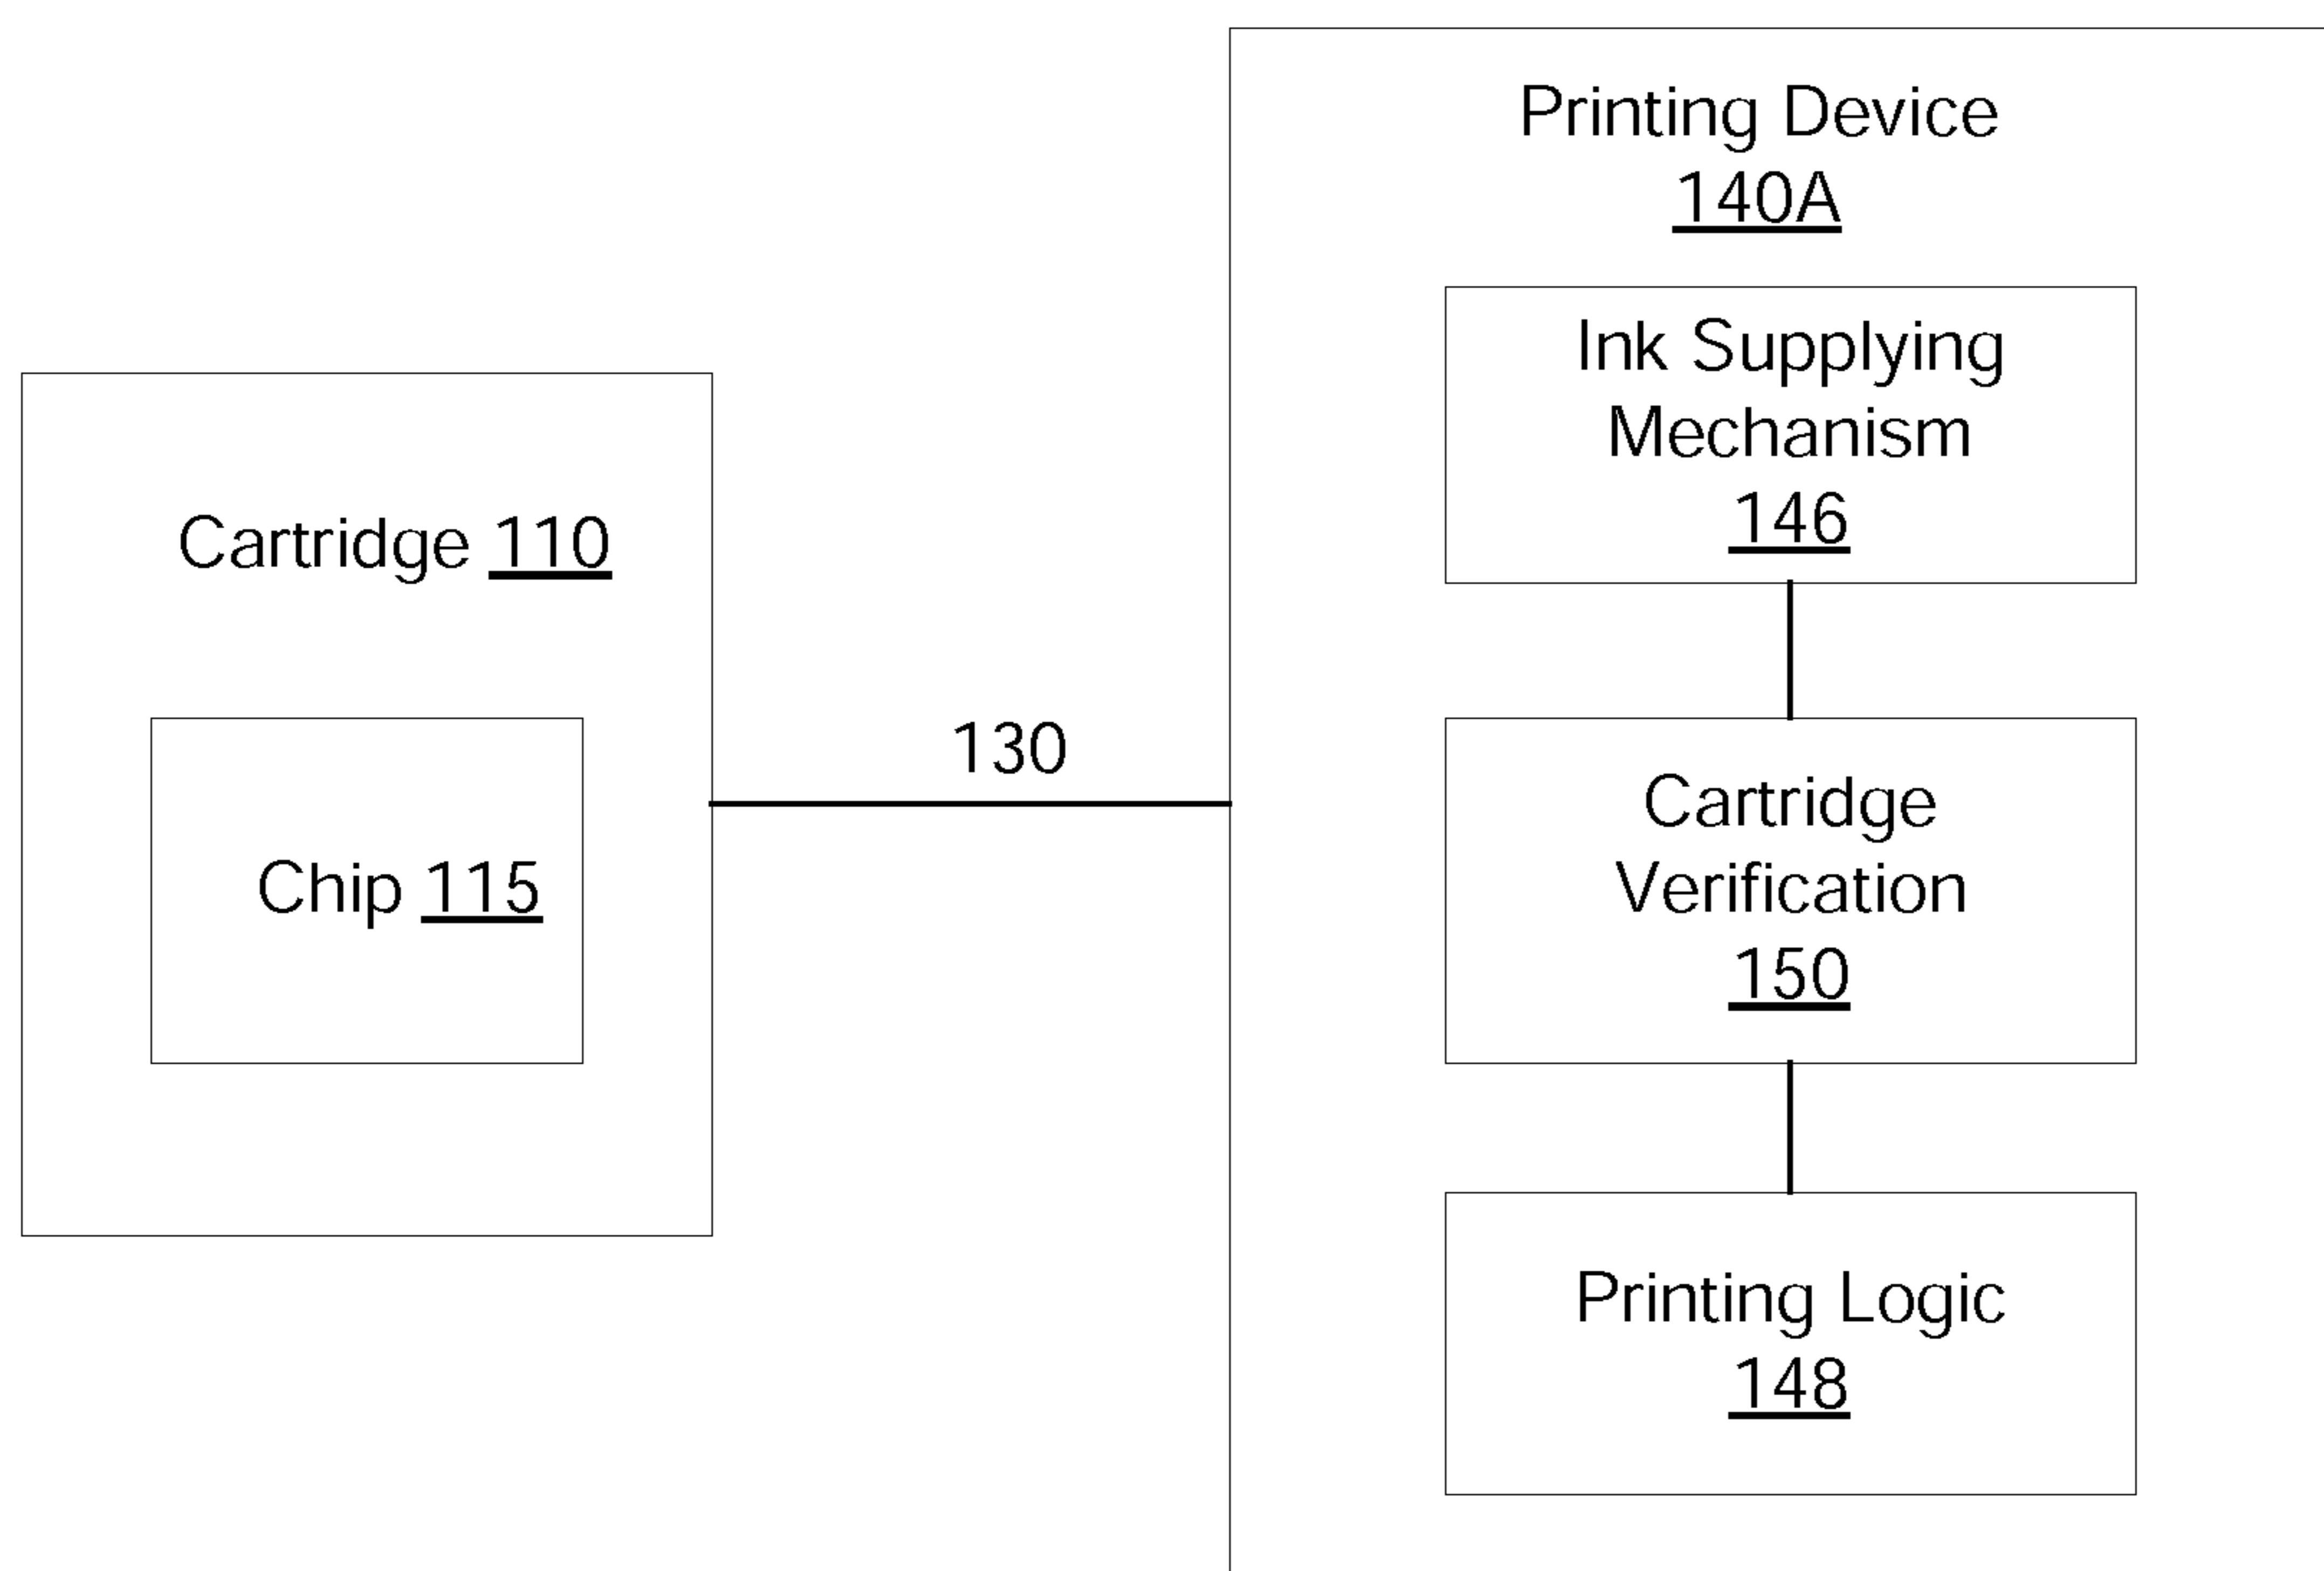 Cartridge 110
Chip 115
130
Printing Device
140A
Ink Supplying
Mechanism
146
Cartridge
Verification
150
Printing Logic
148